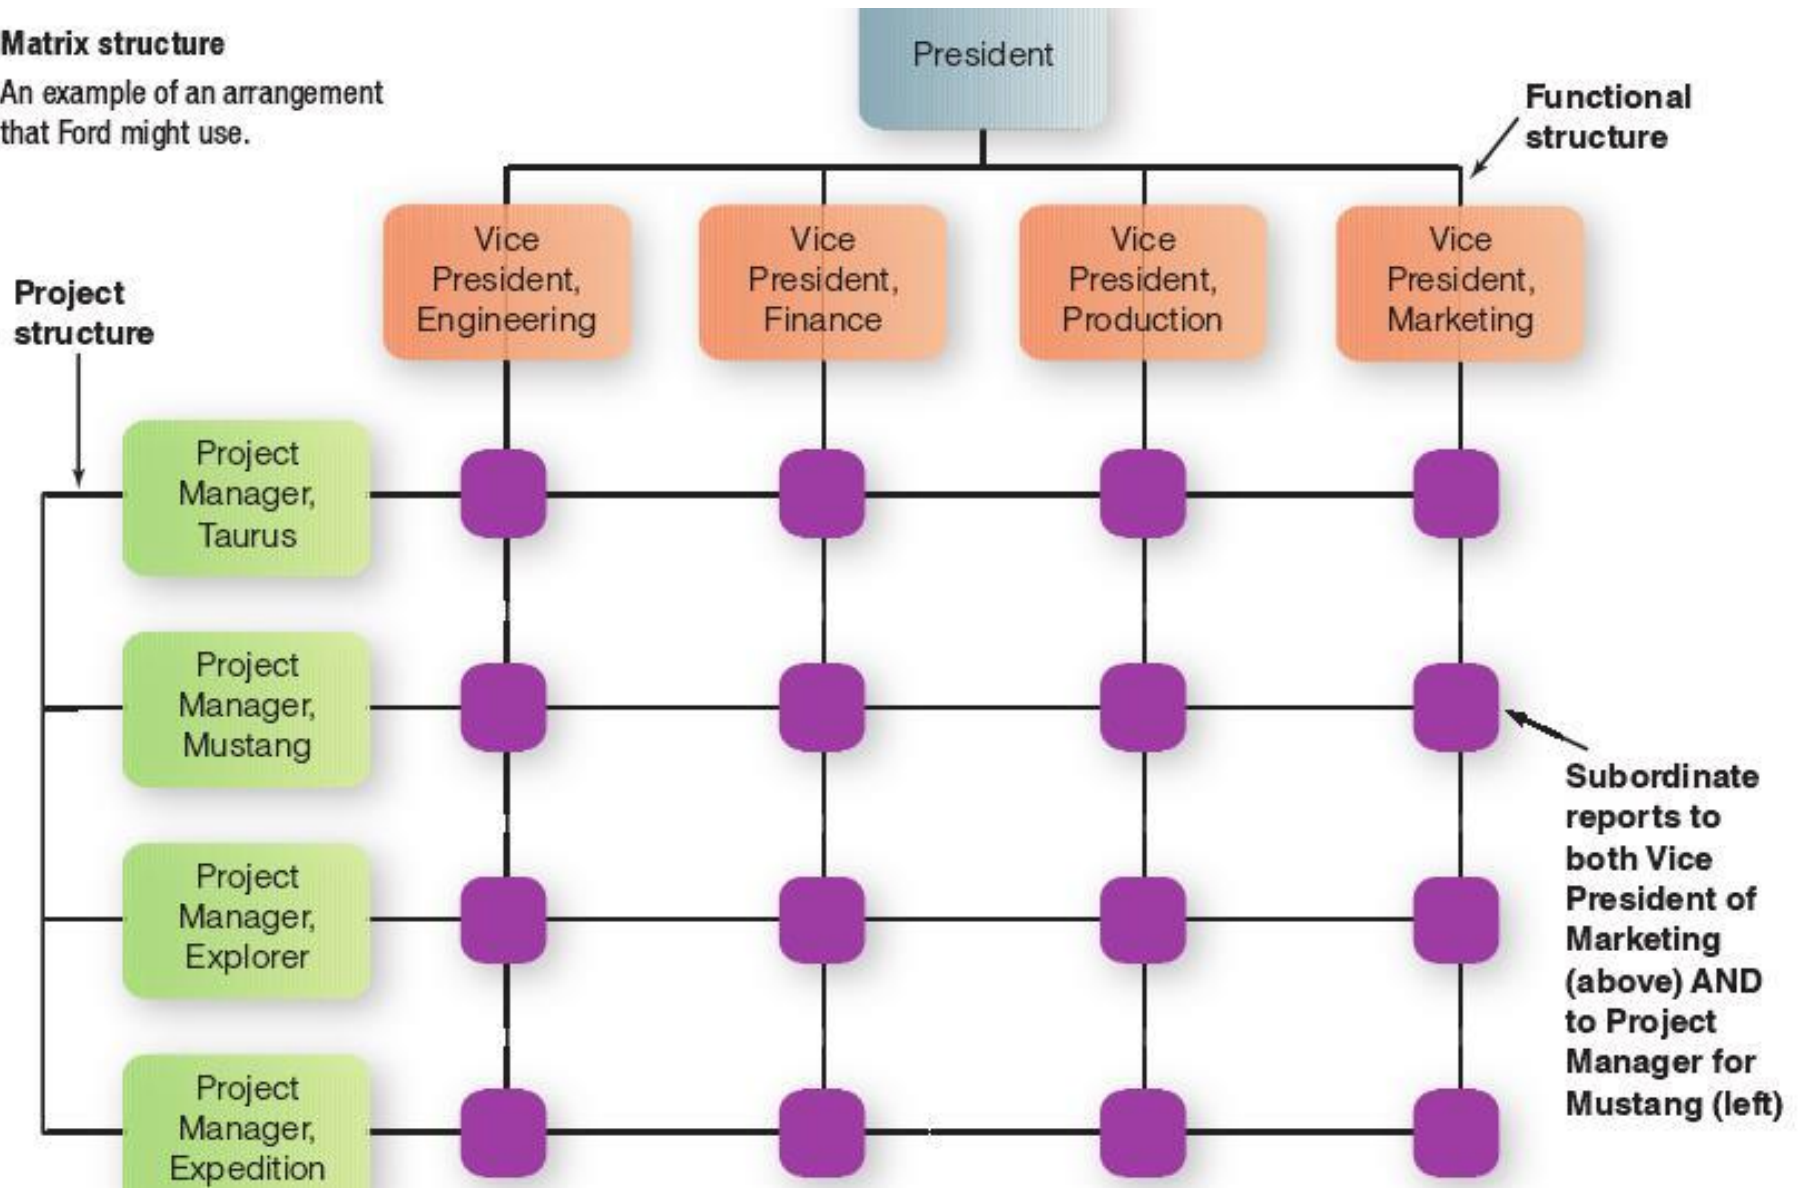 Matrix structure
An example of an arrangement
that Ford might use.
President
Functional
structure
Vice
President,
Engineering
Vice
President,
Finance
Vice
President,
Production
Vice
President,
Marketing
Project
structure
Project
Manager,
Taurus
Project
Manager,
Mustang
Subordinate
reports to
both Vice
President of
Marketing
(above) AND
to Project
Manager for
Mustang (left)
Project
Manager,
Explorer
Project
Manager,
Expedition